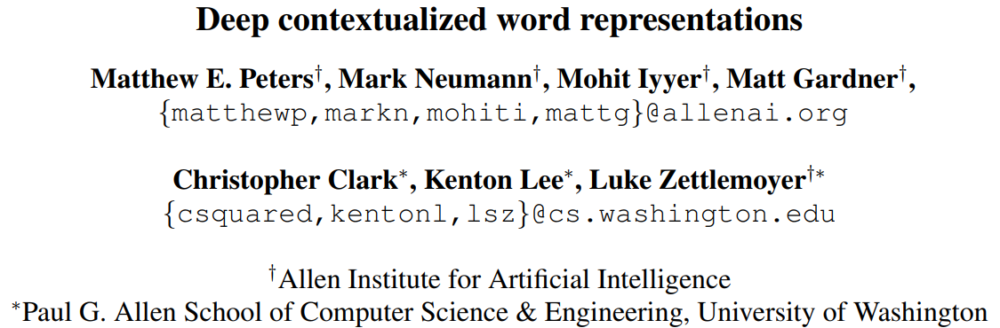 Deep contextualized word representations
Matthew E. Peters†, Mark Neumann†, Mohit Iyyer†, Matt Gardner†,
{matthewp,markn,mohiti,mattg}@allenai.org
Christopher Clark*, Kenton Lee*, Luke Zettlemoyer†*
{csquared,kentonl,lsz}@cs.washington.edu
†Allen Institute for Artificial Intelligence
*Paul G. Allen School of Computer Science & Engineering, University of Washington